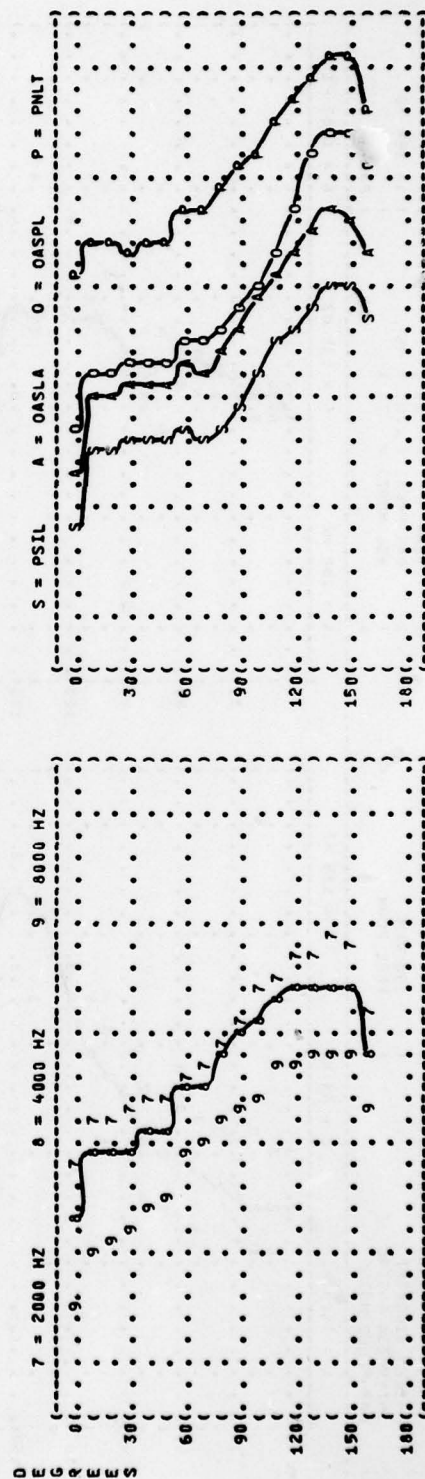 7 = 2000 HZ 8 = 4000 HZ 9 = 8000 HZ
D
E
G
R
E
E
S
0.
30.
60.
90.
120.
150.
180.
S = PSIL A = OASLA O = OASPL P = PNLT
0.
30.
60.
90.
120.
150.
180.